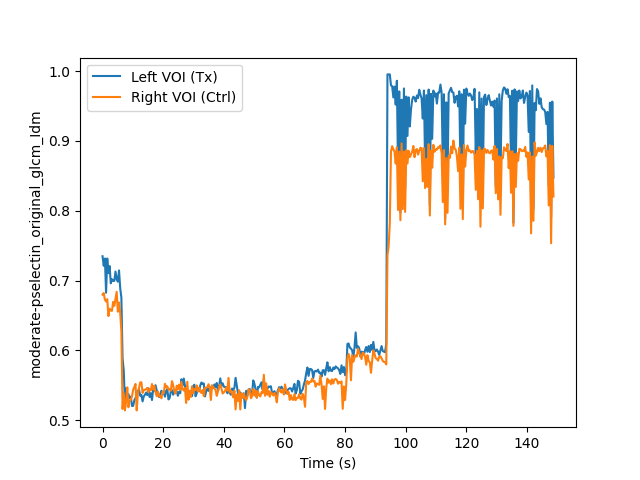 Left VOI (Tx)
Right VOI (Ctrl)
moderate-pselectin_original_glcm_Idm
1.0
0.9
0.8
0.7
0.6
0.5
0 20 40 60 80 100 120 140
Time (s)